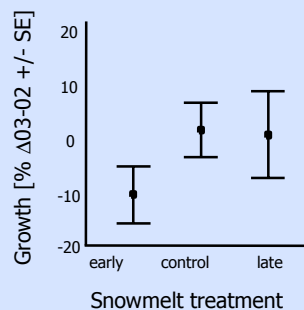 Growth [% Δ03-02 +/- SE]
20
10
0
-10
-20
early control late
Snowmelt treatment